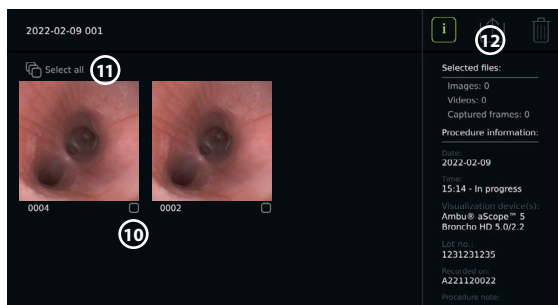 2022-02-09 001
Select all
11
0004
0002
10
i
12
Selected files:
Images: 0
Videos: 0
Captured frames: 0
Procedure information:
Date:
2022-02-09
Time:
15:14 - In progress
Visualization device(s):
Ambu® aScope™ 5
Broncho HD 5.0/2.2
Lot no.:
1231231235
Recorded on:
A221120022
Procedure note: